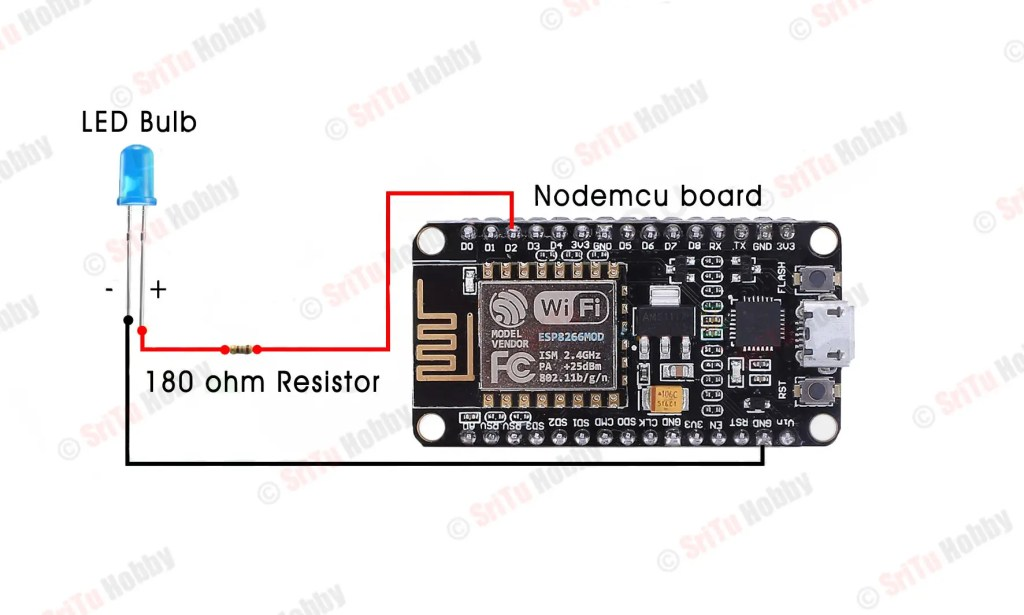 © SriTu Hobby
LED Bulb
Nodemcu board
D0 D1 D2 D3 D4 3V3 GND D5 D6 D7 D8 RX TX GND 3V3
FLASH
WiFi
MODEL
VENDOR
ESP8266MOD
ISM 2.4GHz
PA +25dBm
802.11b/g/n
FC
- +
180 ohm Resistor
106C
RST
RSV RSV SD3 SD2 SD1 CMD SD0 CLK GND 3V3 EN RST GND Vin